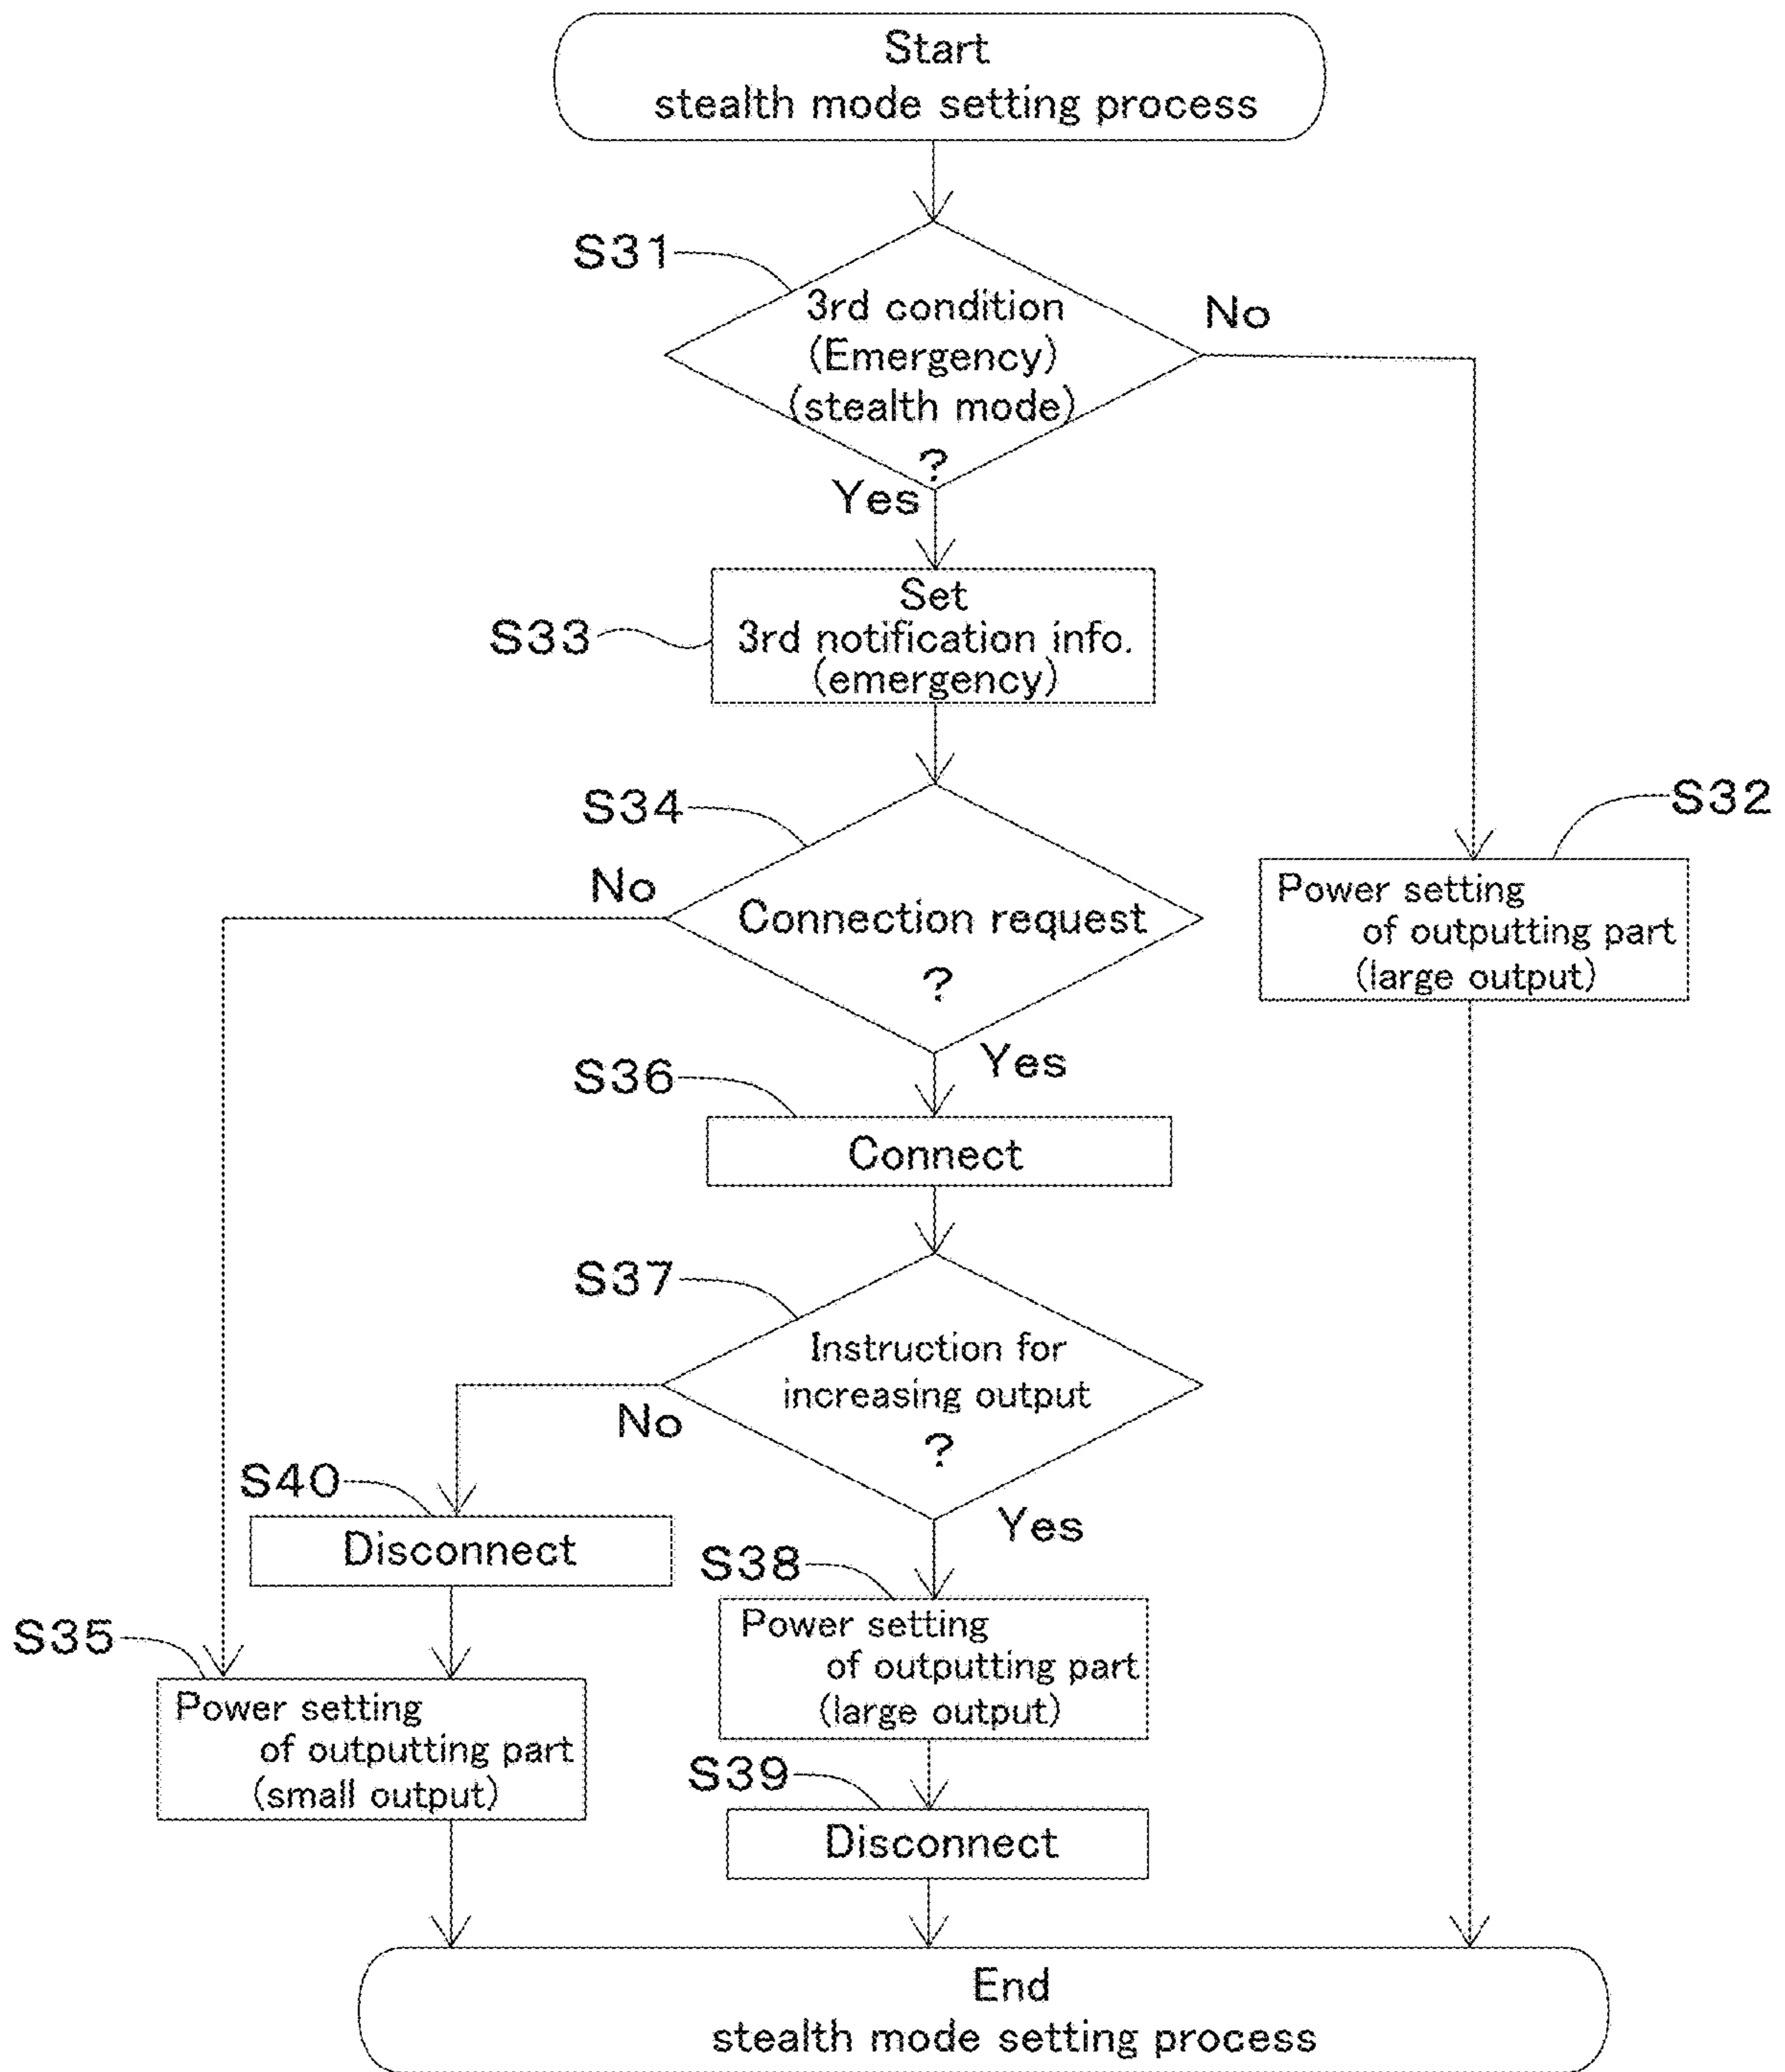 Start
stealth mode setting process
S31
3rd condition
(Emergency)
(stealth mode)
?
No
Yes
Set
3rd notification info.
(emergency)
S33
S34
No
Connection request
?
Yes
S32
Power setting
of outputting part
(large output)
S36
Connect
S37
Instruction for
increasing output
?
No
Yes
S40
Disconnect
S35
Power setting
of outputting part
(small output)
S38
Power setting
of outputting part
(large output)
S39
Disconnect
End
stealth mode setting process